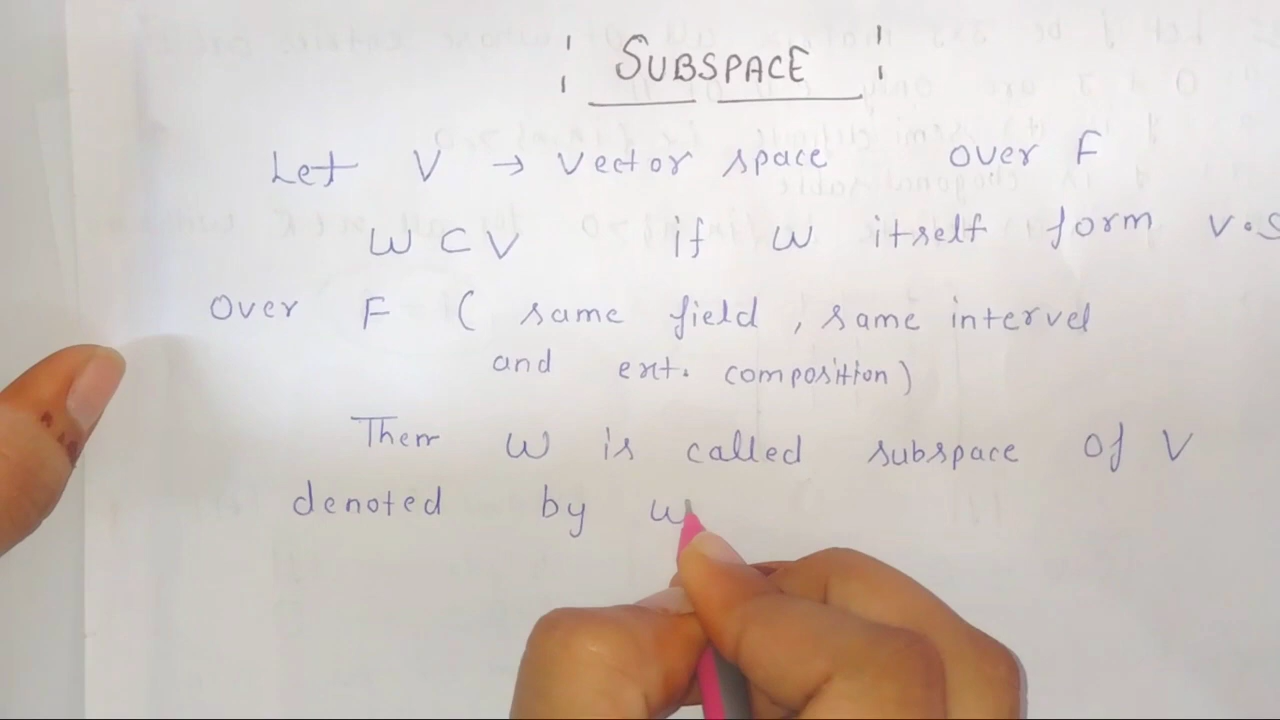 SUBSPACE
Let V → Vector space over F
W ⊂ V if W itself form V.S
Over F ( same field , same intervel
and ext. composition )
Then W is called subspace Of V
denoted by W